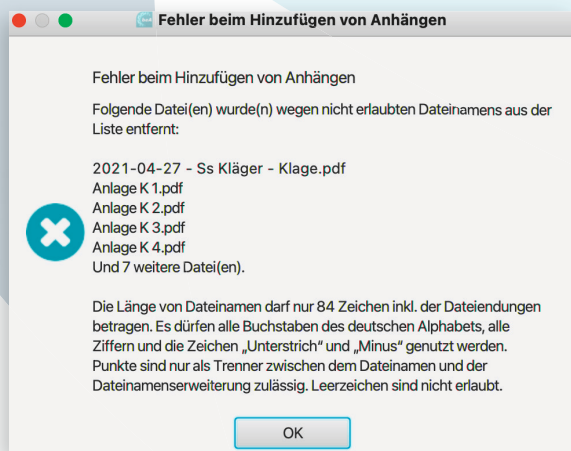 Fehler beim Hinzufügen von Anhängen
Fehler beim Hinzufügen von Anhängen
Folgende Datei(en) wurde(n) wegen nicht erlaubten Dateinamens aus der
Liste entfernt:
2021-04-27 - Ss Kläger - Klage.pdf
Anlage K 1.pdf
Anlage K 2.pdf
Anlage K 3.pdf
Anlage K 4.pdf
Und 7 weitere Datei(en).
Die Länge von Dateinamen darf nur 84 Zeichen inkl. der Dateiendungen
betragen. Es dürfen alle Buchstaben des deutschen Alphabets, alle
Ziffern und die Zeichen „Unterstrich“ und „Minus“ genutzt werden.
Punkte sind nur als Trenner zwischen dem Dateinamen und der
Dateinamenserweiterung zulässig. Leerzeichen sind nicht erlaubt.
OK